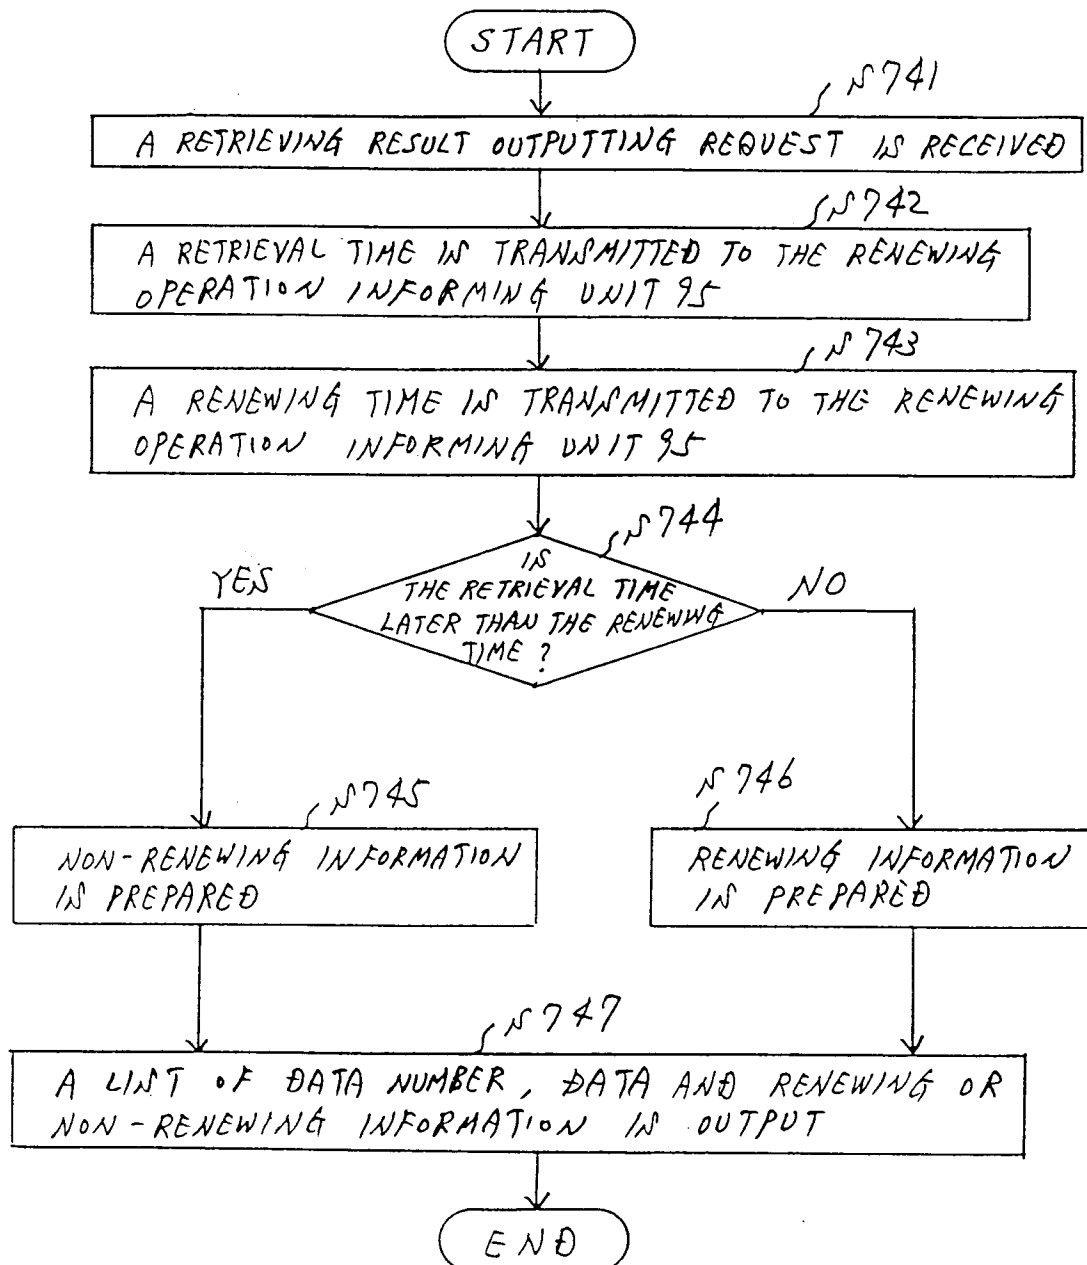 START
S741
A RETRIEVING RESULT OUTPUTTING REQUEST IS RECEIVED
S742
A RETRIEVAL TIME IS TRANSMITTED TO THE RENEWING
OPERATION INFORMING UNIT 95
S743
A RENEWING TIME IS TRANSMITTED TO THE RENEWING
OPERATION INFORMING UNIT 95
S744
IS
THE RETRIEVAL TIME
LATER THAN THE RENEWING
TIME ?
YES
NO
S745
NON-RENEWING INFORMATION
IS PREPARED
S746
RENEWING INFORMATION
IS PREPARED
S747
A LIST OF DATA NUMBER, DATA AND RENEWING OR
NON-RENEWING INFORMATION IS OUTPUT
END